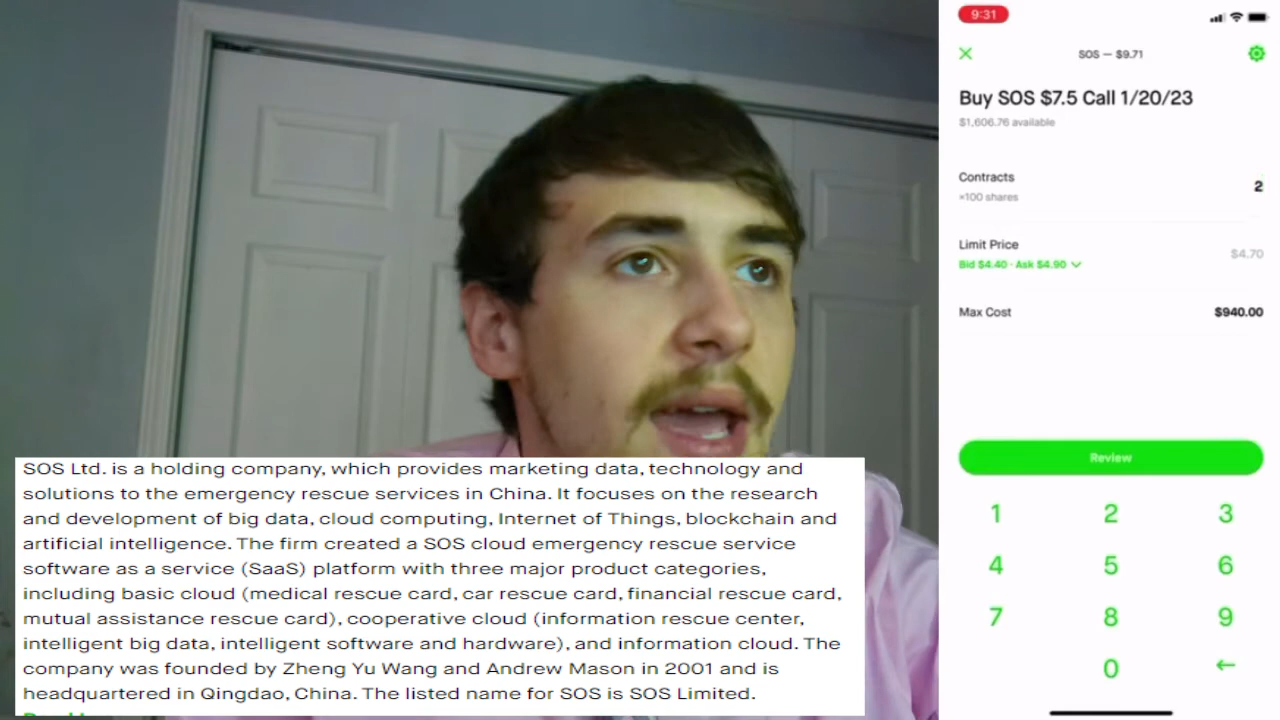 9:31
SOS — $9.71
Buy SOS $7.5 Call 1/20/23
$1,606.76 available
Contracts
×100 shares
2
Limit Price
$4.70
Bid $4.40 · Ask $4.90
Max Cost
$940.00
Review
1 2 3
4 5 6
7 8 9
0
SOS Ltd. is a holding company, which provides marketing data, technology and
solutions to the emergency rescue services in China. It focuses on the research
and development of big data, cloud computing, Internet of Things, blockchain and
artificial intelligence. The firm created a SOS cloud emergency rescue service
software as a service (SaaS) platform with three major product categories,
including basic cloud (medical rescue card, car rescue card, financial rescue card,
mutual assistance rescue card), cooperative cloud (information rescue center,
intelligent big data, intelligent software and hardware), and information cloud. The
company was founded by Zheng Yu Wang and Andrew Mason in 2001 and is
headquartered in Qingdao, China. The listed name for SOS is SOS Limited.